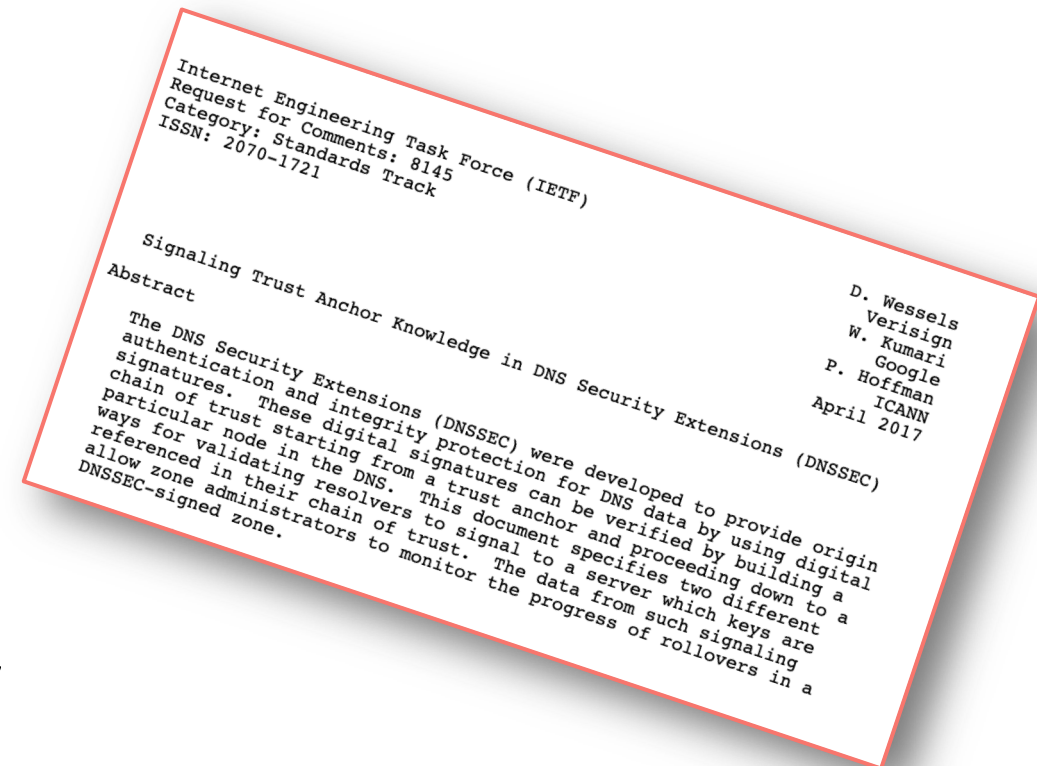 Internet Engineering Task Force (IETF)
Request for Comments: 8145
Category: Standards Track
ISSN: 2070-1721
D. Wessels
Verisign
W. Kumari
Google
P. Hoffman
ICANN
April 2017
Signaling Trust Anchor Knowledge in DNS Security Extensions (DNSSEC)
Abstract
The DNS Security Extensions (DNSSEC) were developed to provide origin
authentication and integrity protection for DNS data by using digital
signatures. These digital signatures can be verified by building a
chain of trust starting from a trust anchor and proceeding down to a
particular node in the DNS. This document specifies two different
ways for validating resolvers to signal to a server which keys are
referenced in their chain of trust. The data from such signaling
allow zone administrators to monitor the progress of rollovers in a
DNSSEC-signed zone.